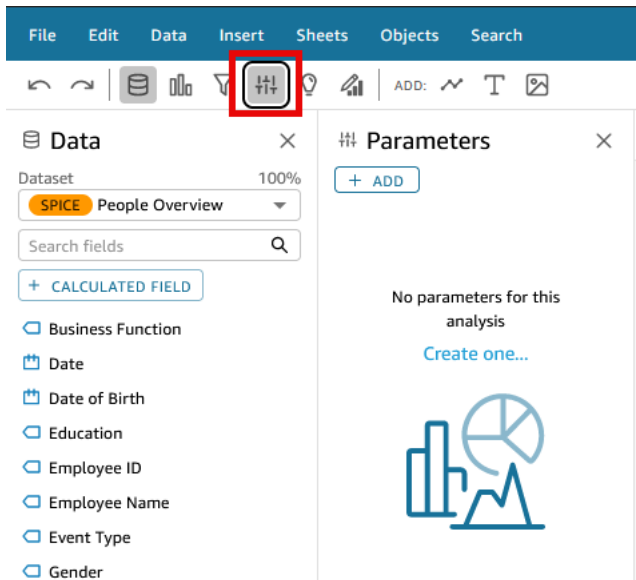 File Edit Data Insert Sheets Objects Search
ADD: T
Data
Dataset 100%
SPICE People Overview
Search fields
+ CALCULATED FIELD
Business Function
Date
Date of Birth
Education
Employee ID
Employee Name
Event Type
Gender
Parameters
+ ADD
No parameters for this
analysis
Create one...